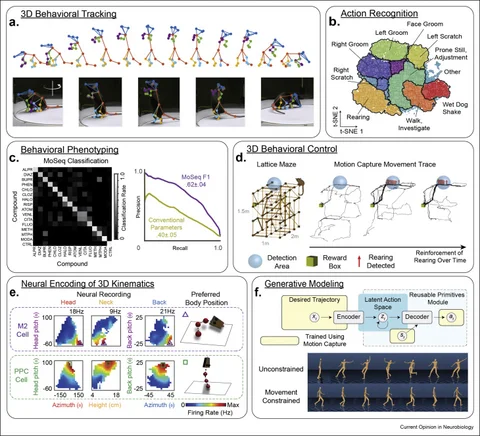 3D Behavioral Tracking
a.
Action Recognition
b.
Face Groom
Left Groom
Right Groom
Left Scratch
Prone Still,
Adjustment
Right
Scratch
Other
Wet Dog
Shake
Rearing
Walk,
Investigate
t-SNE 2
t-SNE 1
Behavioral Phenotyping
c.
MoSeq Classification
Compound
Compound
1.0
0.0
Classification Rate
MoSeq F1
.62±.04
Conventional
Parameters
.40±.05
Precision
1.0
0.0
Recall
1.0
3D Behavioral Control
d.
Lattice Maze
Motion Capture Movement Trace
1.5m
1m
2m
Detection
Area
Reward
Box
Rearing
Detected
Reinforcement of
Rearing Over Time
Neural Encoding of 3D Kinematics
e.
Neural Recording
Preferred
Body Position
Head
Neck
Back
18Hz
9Hz
21Hz
M2
Cell
PPC
Cell
Head pitch (s)
Back pitch (s)
Head pitch (s)
Back pitch (s)
100
-60
-150 150
Azimuth (s)
Height (cm)
-45 45
Azimuth (s)
0
Max
Firing Rate (Hz)
Generative Modeling
f.
Desired Trajectory
Latent Action
Space
Reusable Primitives
Module
Encoder
Decoder
Trained Using
Motion Capture
Unconstrained
Movement
Constrained
Current Opinion in Neurobiology